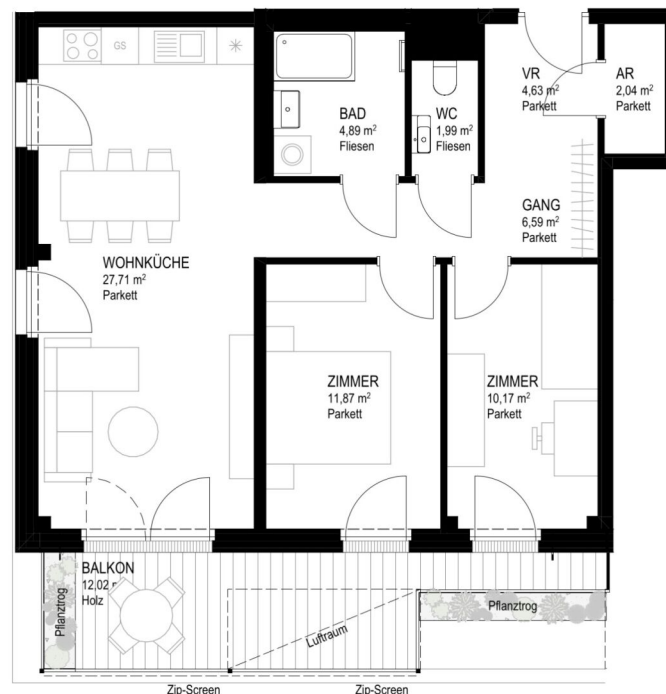 GS
VR
4,63 m²
Parkett
AR
2,04 m²
Parkett
BAD
4,89 m²
Fliesen
WC
1,99 m²
Fliesen
GANG
6,59 m²
Parkett
WOHNKÜCHE
27,71 m²
Parkett
ZIMMER
11,87 m²
Parkett
ZIMMER
10,17 m²
Parkett
BALKON
12,02
Holz
Pflanztrog
Luftraum
Pflanztrog
Zip-Screen
Zip-Screen